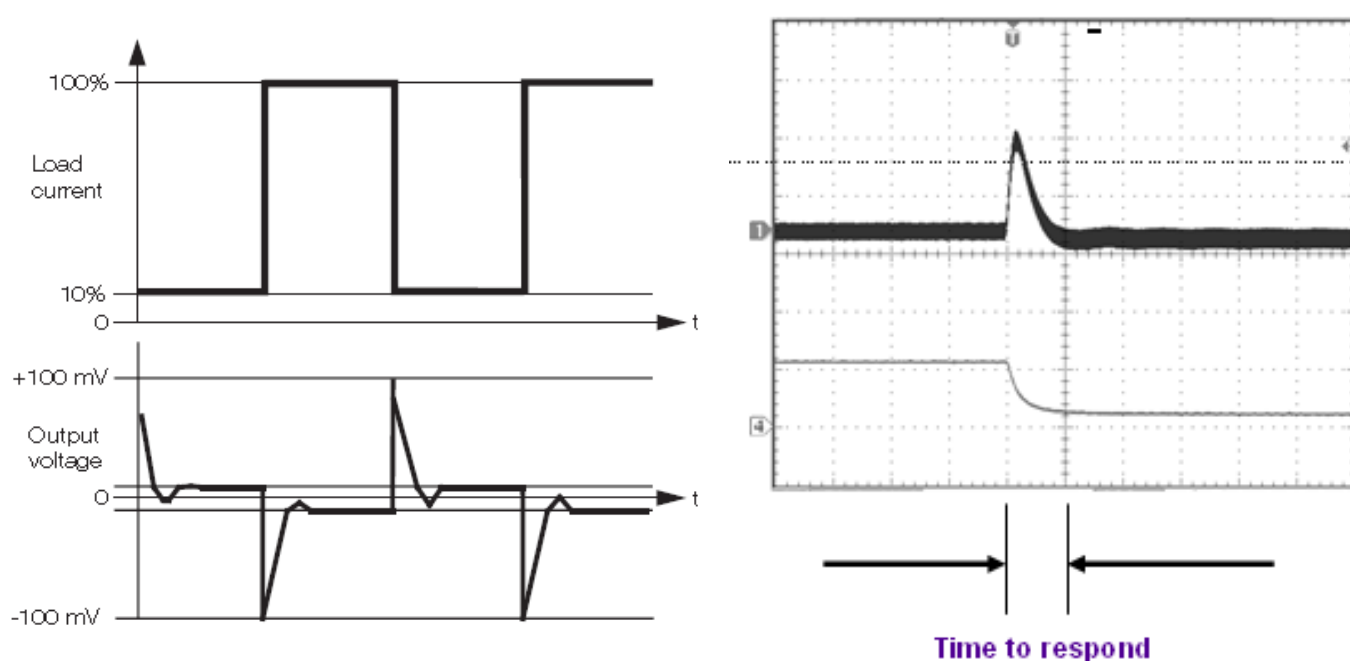 100%
Load
current
10%
0
t
+100 mV
Output
voltage
0
t
-100 mV
T
1
4
Time to respond